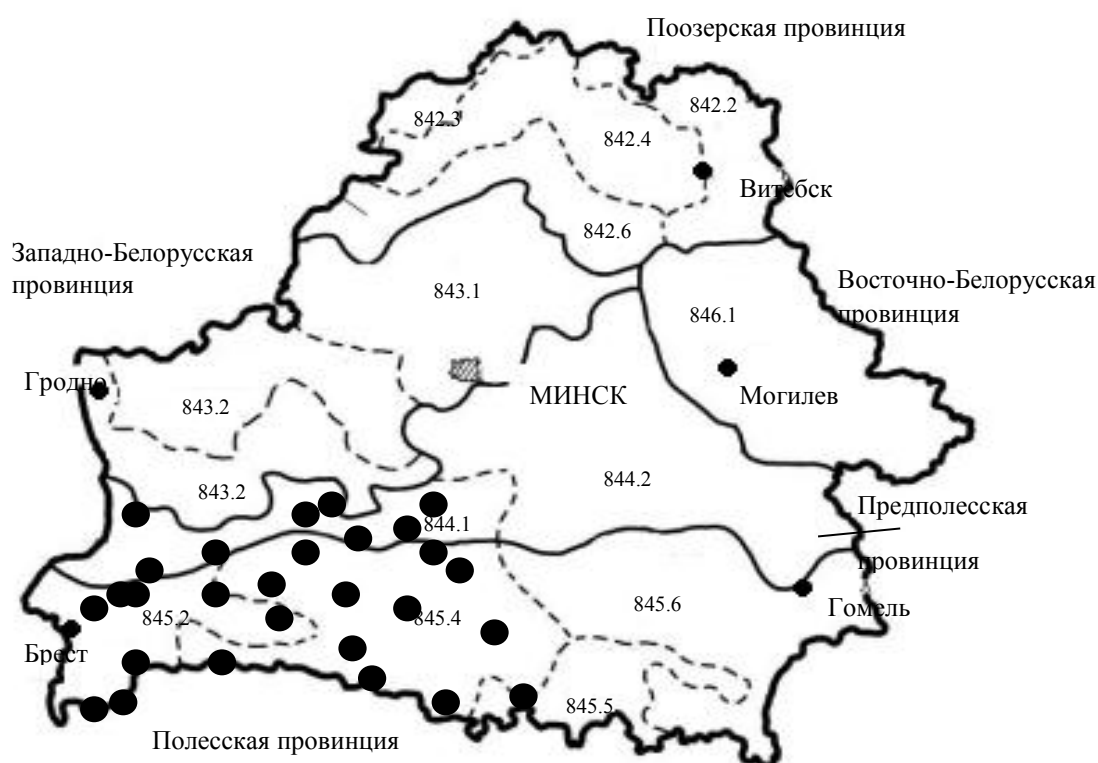 Поозерская провинция
842.2
842.3
842.4
Витебск
842.6
Западно-Белорусская
провинция
843.1
Восточно-Белорусская
провинция
846.1
Гродно
МИНСК
Могилев
843.2
844.2
843.2
844.1
Предполесская
провинция
845.2
845.4
845.6
Гомель
Брест
845.5
Полесская провинция